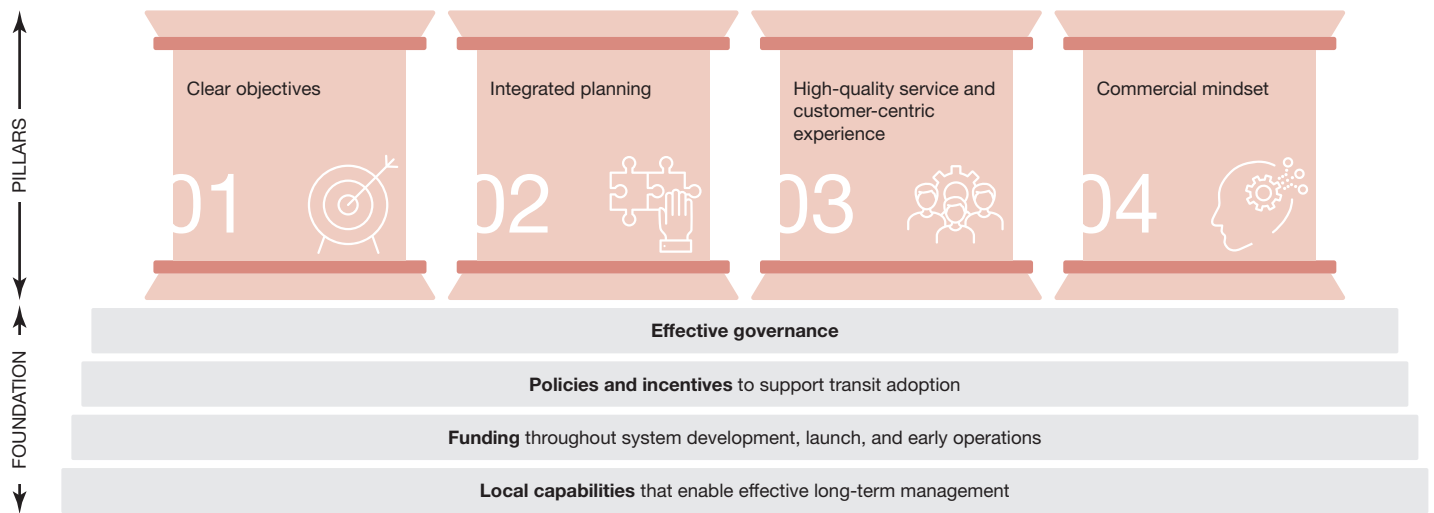 PILLARS
Clear objectives
01
Integrated planning
02
High-quality service and
customer-centric
experience
03
Commercial mindset
04
FOUNDATION
Effective governance
Policies and incentives to support transit adoption
Funding throughout system development, launch, and early operations
Local capabilities that enable effective long-term management